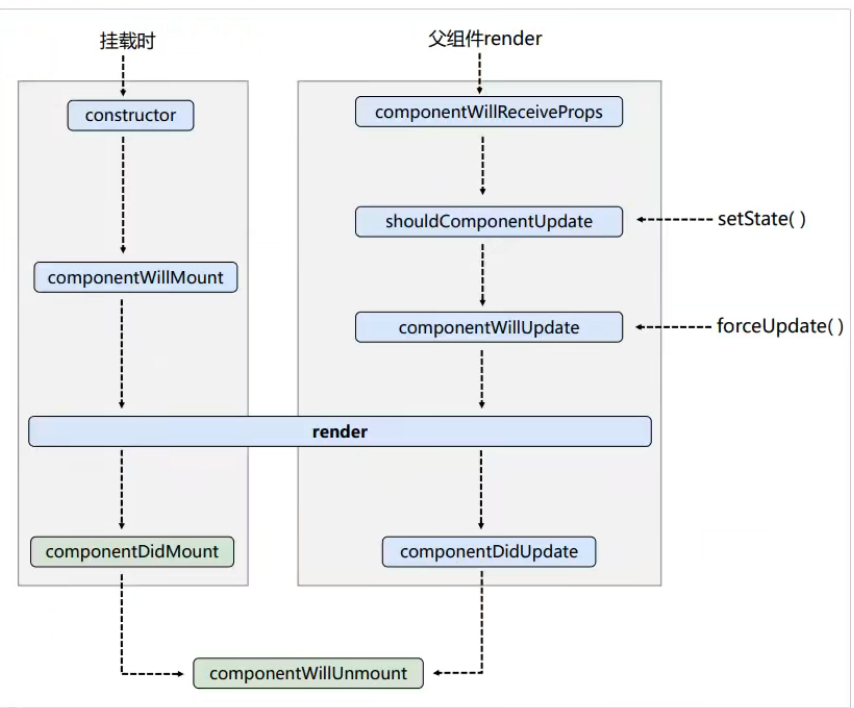 挂载时
父组件render
constructor
componentWillReceiveProps
shouldComponentUpdate
setState( )
componentWillMount
componentWillUpdate
forceUpdate( )
render
componentDidMount
componentDidUpdate
componentWillUnmount